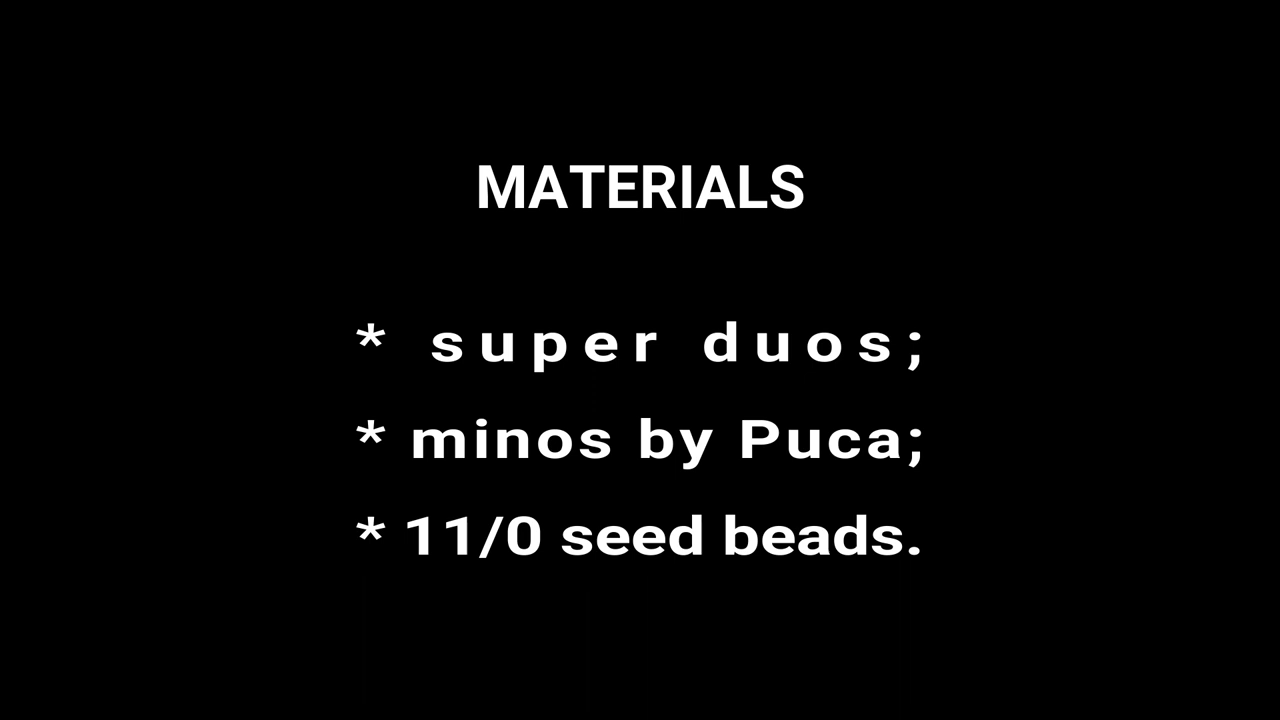 MATERIALS
* super duos;
* minos by Puca;
* 11/0 seed beads.